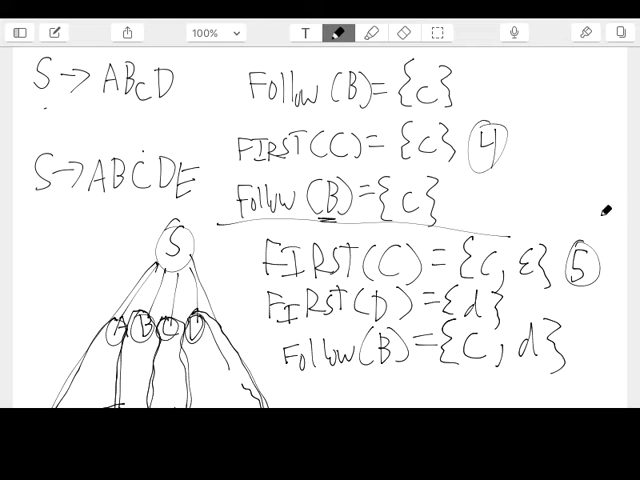 100%
T
S → ABcD
Follow (B) = {c}
FIRST(C) = {c} 4
S → ABCDE
Follow (B) = {c}
S
FIRST(C) = {c, ε} 5
FIRST(D) = {d}
A B C D
Follow (B) = {c, d}